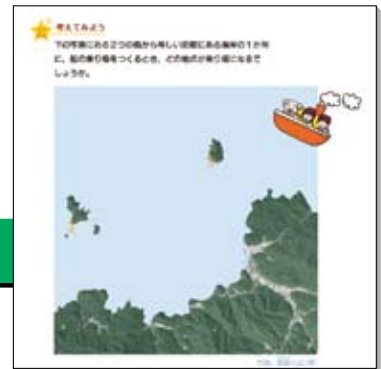 考えてみよう
下の写真にある2つの島から等しい距離にある海岸の1か所
に，船の乗り場をつくるとき，どの地点が乗り場になるで
しょうか。